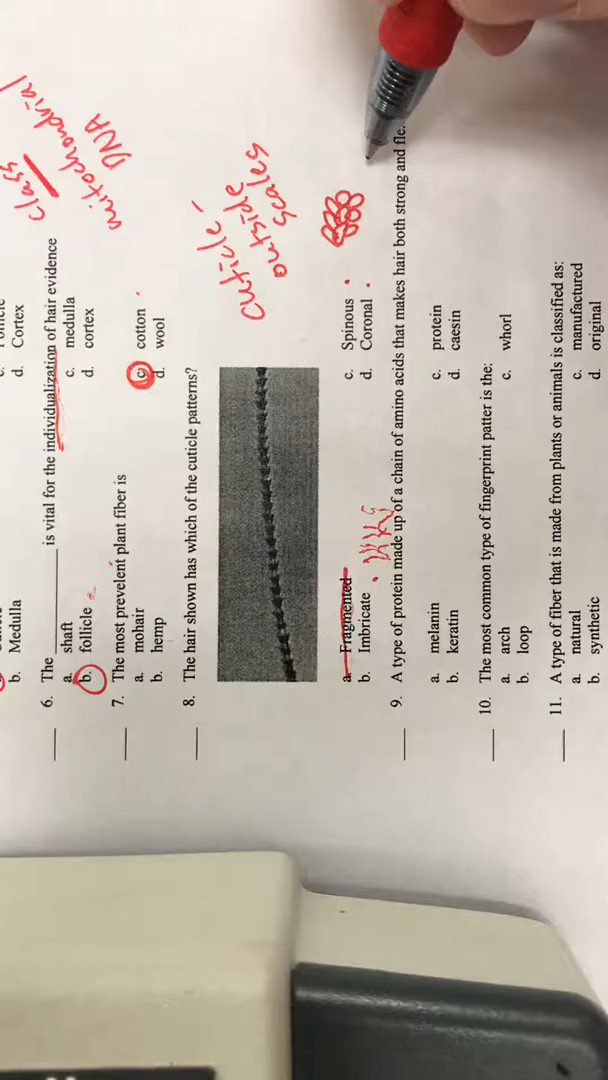 d. Cortex
b. Medulla
class
mitochondrial
DNA
6. The ________ is vital for the individualization of hair evidence
a. shaft
b. follicle
c. medulla
d. cortex
7. The most prevelent plant fiber is
a. mohair
b. hemp
c. cotton
d. wool
8. The hair shown has which of the cuticle patterns?
cuticle-
outside
scales
a. Fragmented
b. Imbricate
c. Spinous
d. Coronal
9. A type of protein made up of a chain of amino acids that makes hair both strong and fle
a. melanin
b. keratin
c. protein
d. caesin
10. The most common type of fingerprint patter is the:
a. arch
b. loop
c. whorl
11. A type of fiber that is made from plants or animals is classified as:
a. natural
b. synthetic
c. manufactured
d. original